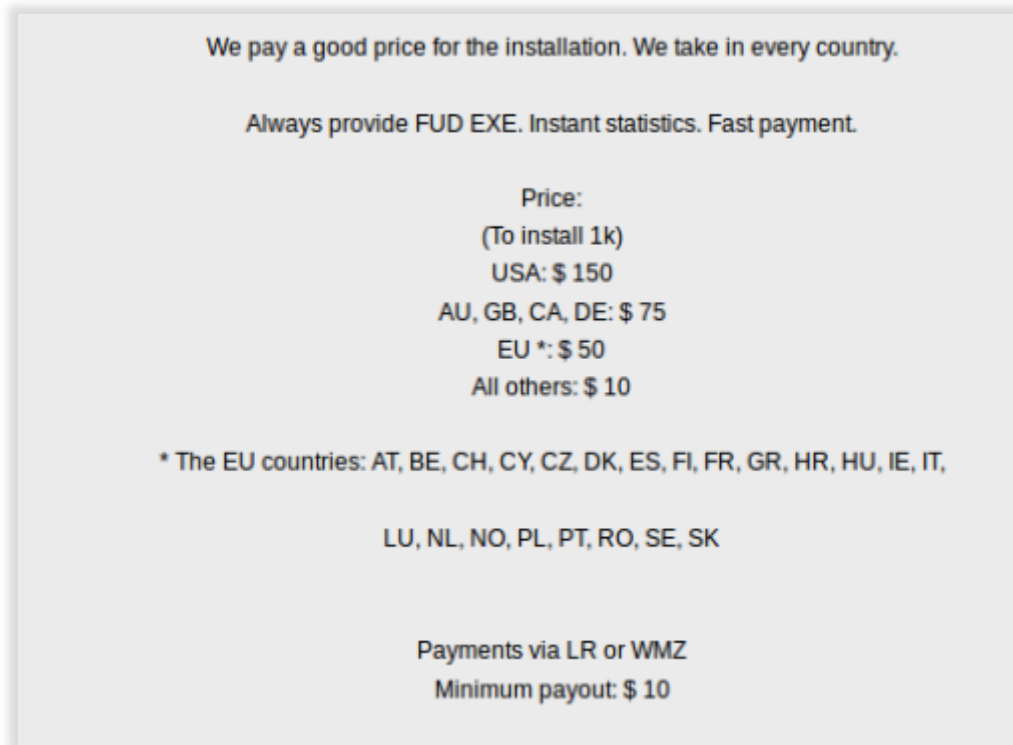 We pay a good price for the installation. We take in every country.
Always provide FUD EXE. Instant statistics. Fast payment.
Price:
(To install 1k)
USA: $ 150
AU, GB, CA, DE: $ 75
EU *: $ 50
All others: $ 10
* The EU countries: AT, BE, CH, CY, CZ, DK, ES, FI, FR, GR, HR, HU, IE, IT,
LU, NL, NO, PL, PT, RO, SE, SK
Payments via LR or WMZ
Minimum payout: $ 10